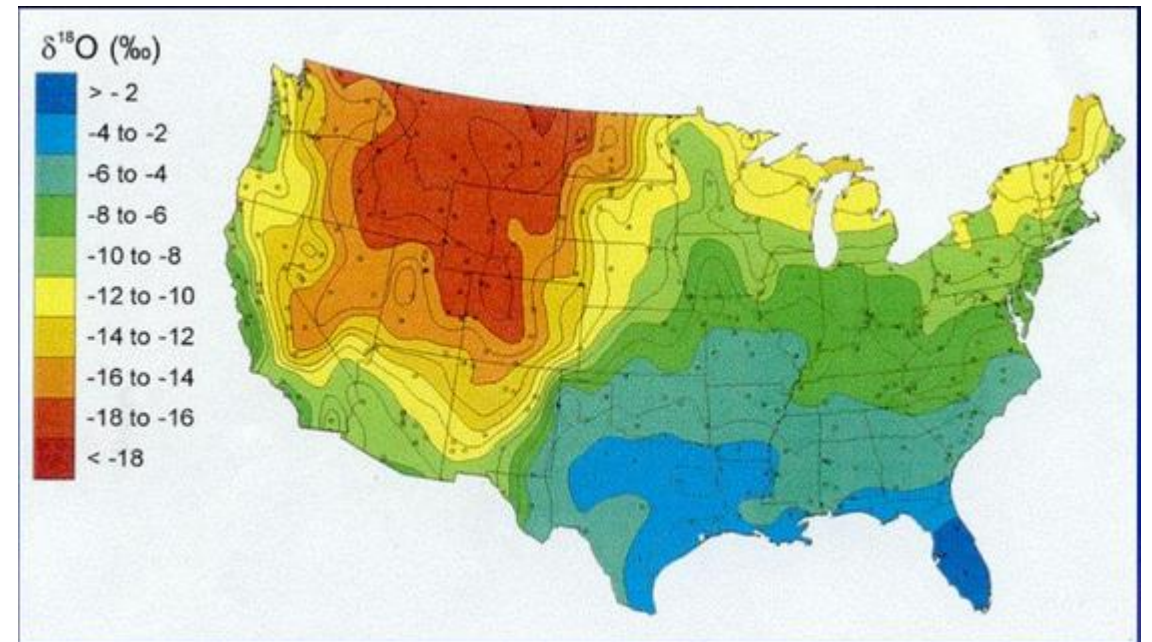 δ¹⁸O (‰)
> - 2
-4 to -2
-6 to -4
-8 to -6
-10 to -8
-12 to -10
-14 to -12
-16 to -14
-18 to -16
< -18